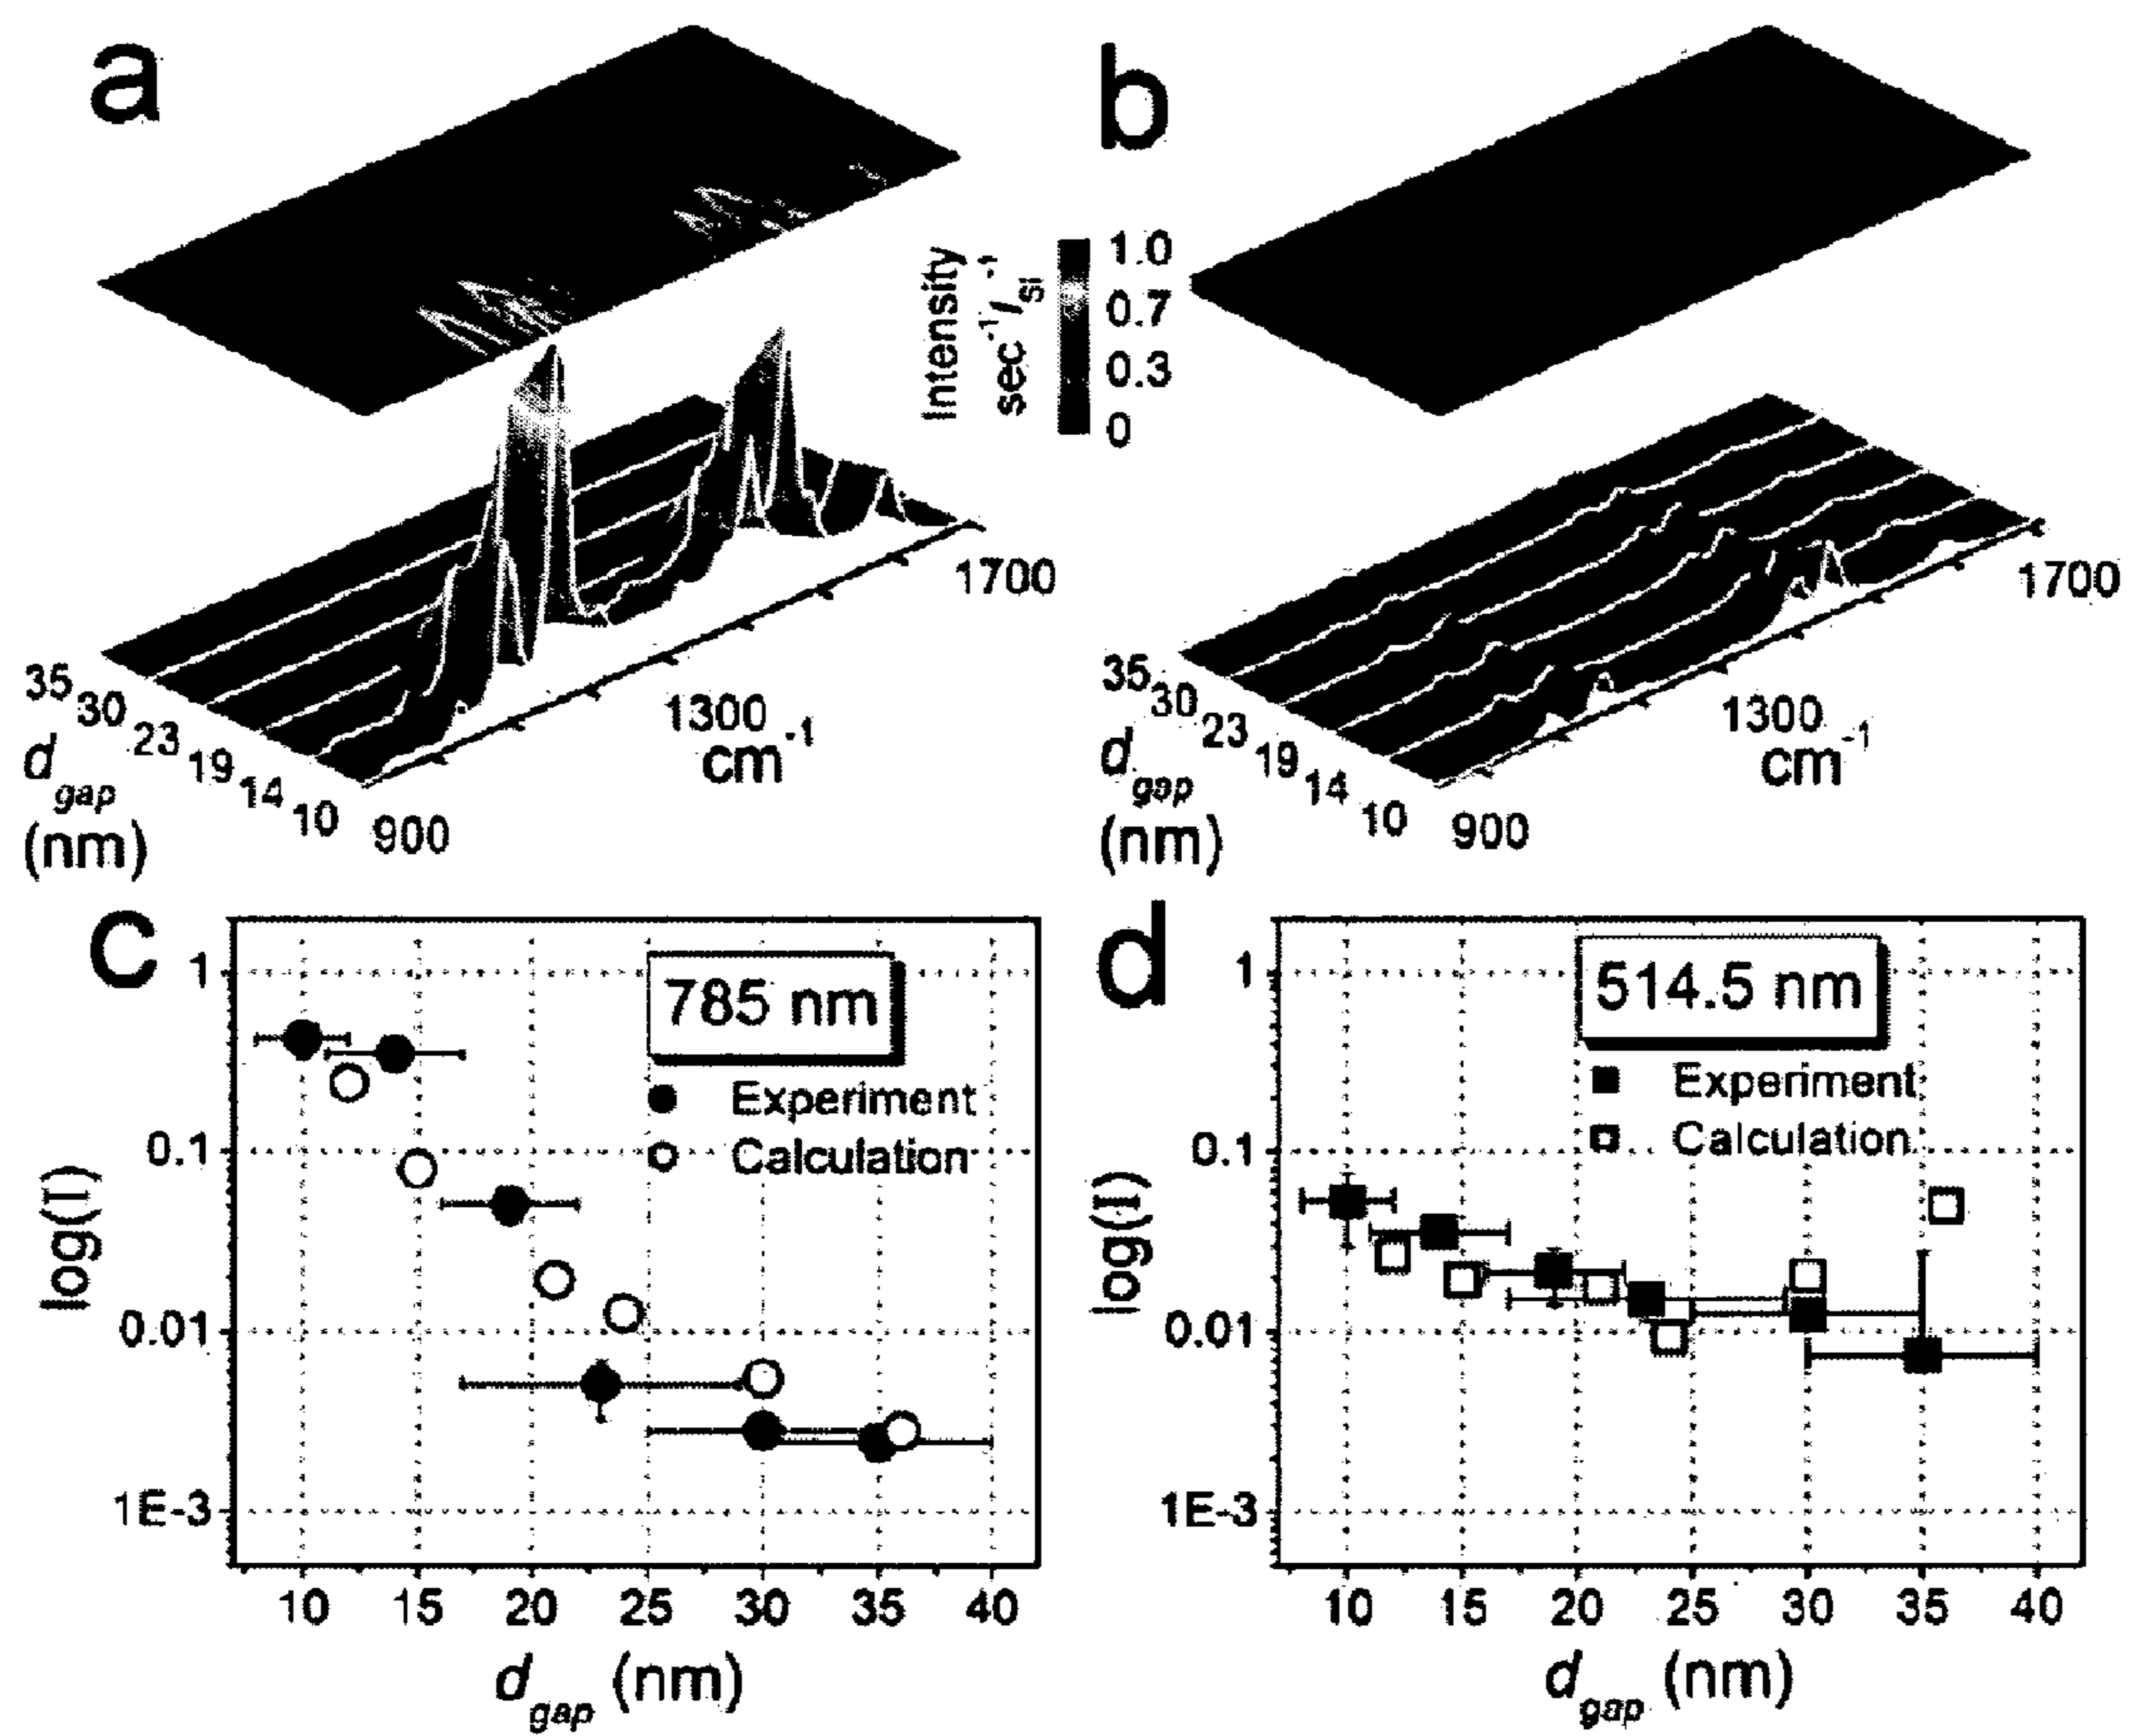 a
b
Intensity
sec⁻¹/I_Si⁻¹
1.0
0.7
0.3
0
35 30 23 19 14 10
d_gap
(nm)
900 1300 1700
cm⁻¹
35 30 23 19 14 10
d_gap
(nm)
900 1300 1700
cm⁻¹
c
785 nm
Experiment
Calculation
log(I)
1
0.1
0.01
1E-3
10 15 20 25 30 35 40
d_gap (nm)
d
514.5 nm
Experiment
Calculation
log(I)
1
0.1
0.01
1E-3
10 15 20 25 30 35 40
d_gap (nm)